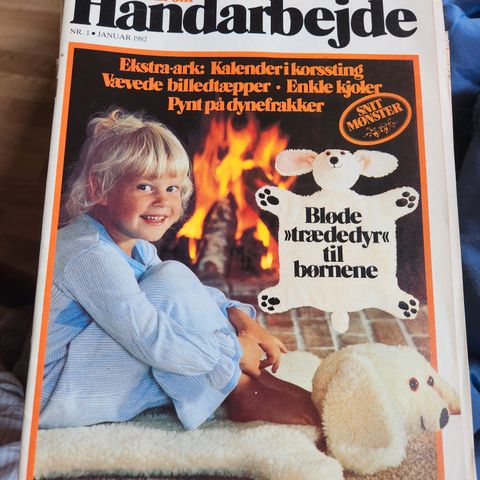 Håndarbejde
NR. 1 • JANUAR 1982
Ekstra-ark: Kalender i korssting
Vævede billedtæpper • Enkle kjoler
Pynt på dynefrakker
SNIT
MØNSTER
Bløde
»trædedyr«
til
børnene